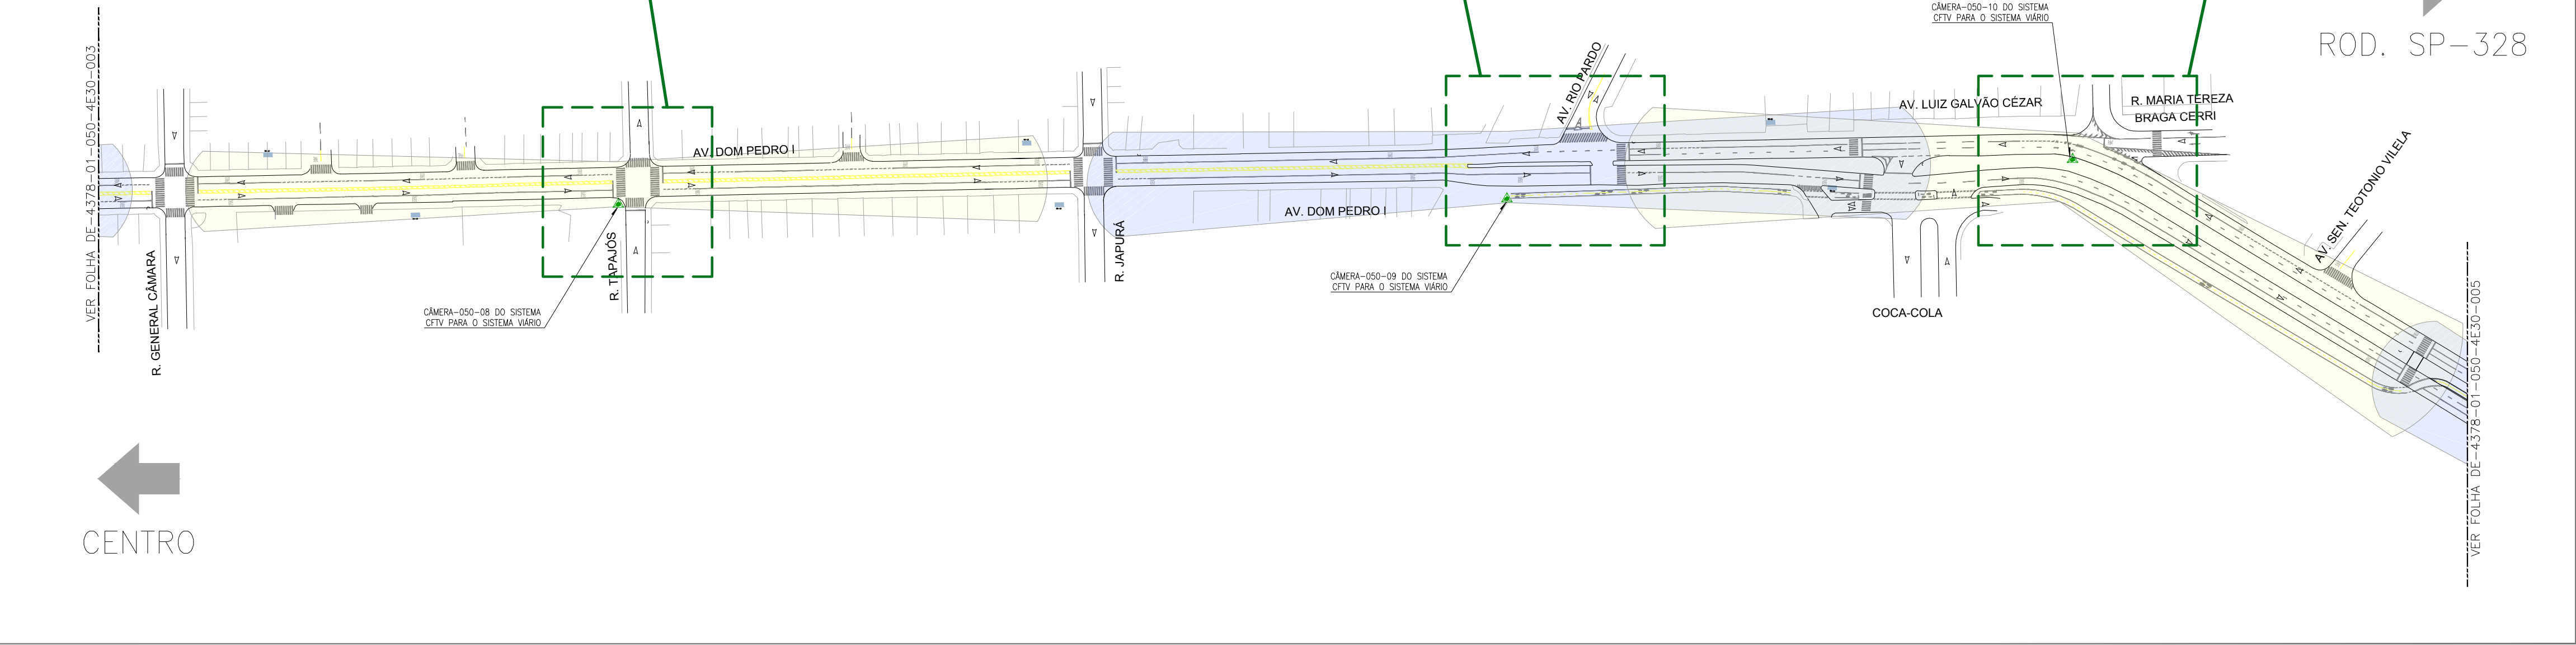 CÂMERA-050-10 DO SISTEMA
CFTV PARA O SISTEMA VIÁRIO
ROD. SP-328
VER FOLHA DE-4378-01-050-4E30-003
AV. RIO PARDO
AV. LUIZ GALVÃO CÉZAR
R. MARIA TEREZA
BRAGA CERRI
AV. DOM PEDRO I
AV. SEN. TEOTONIO VILELA
AV. DOM PEDRO I
R. GENERAL CÂMARA
R. TAPAJÓS
R. JAPURÁ
CÂMERA-050-09 DO SISTEMA
CFTV PARA O SISTEMA VIÁRIO
CÂMERA-050-08 DO SISTEMA
CFTV PARA O SISTEMA VIÁRIO
COCA-COLA
VER FOLHA DE-4378-01-050-4E30-005
CENTRO